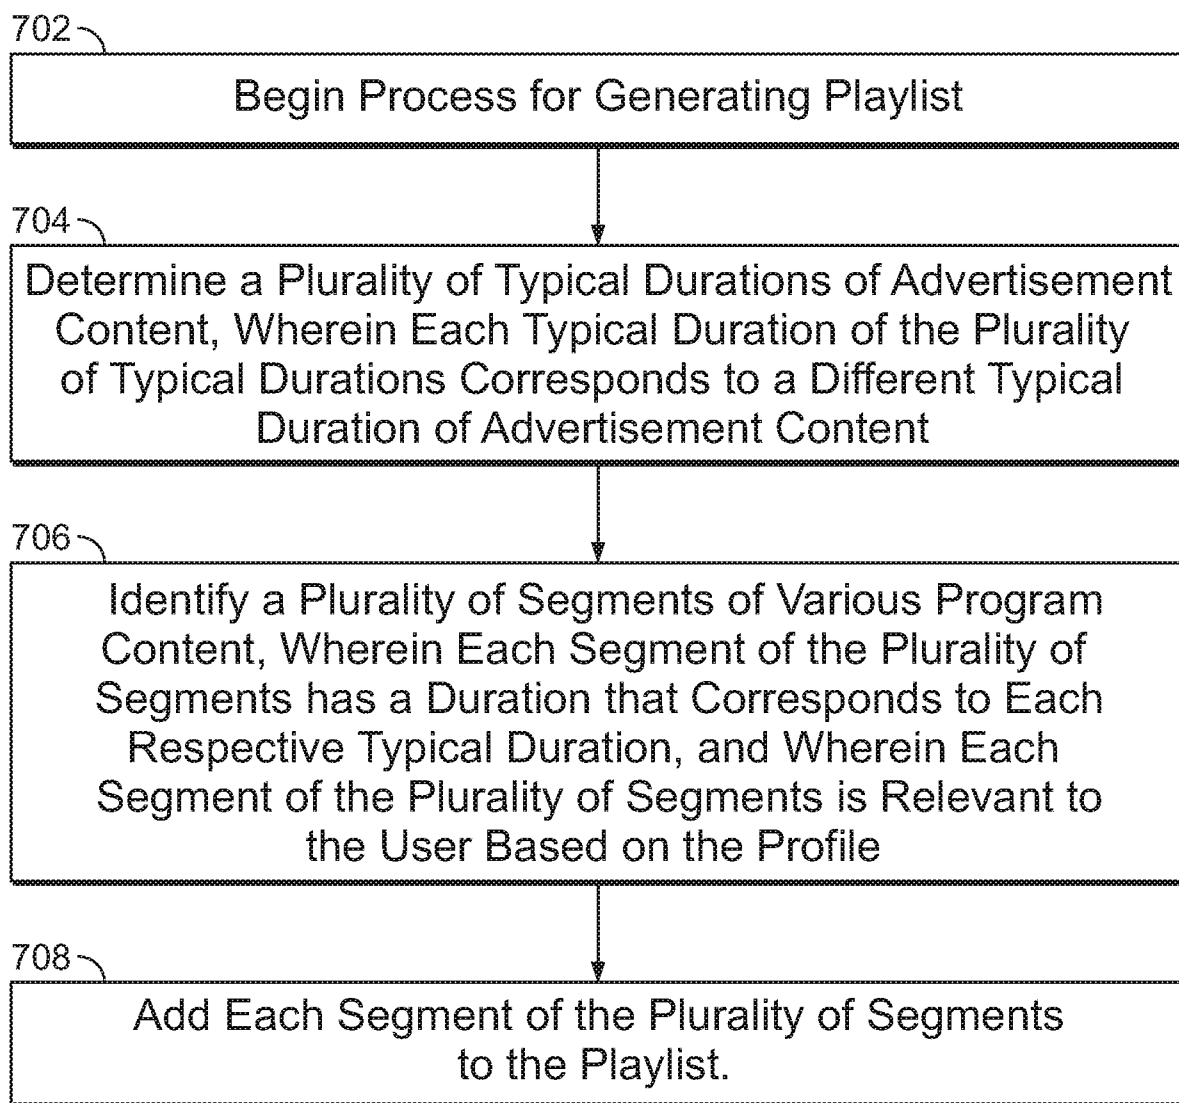 702
Begin Process for Generating Playlist
704
Determine a Plurality of Typical Durations of Advertisement
Content, Wherein Each Typical Duration of the Plurality
of Typical Durations Corresponds to a Different Typical
Duration of Advertisement Content
706
Identify a Plurality of Segments of Various Program
Content, Wherein Each Segment of the Plurality of
Segments has a Duration that Corresponds to Each
Respective Typical Duration, and Wherein Each
Segment of the Plurality of Segments is Relevant to
the User Based on the Profile
708
Add Each Segment of the Plurality of Segments
to the Playlist.